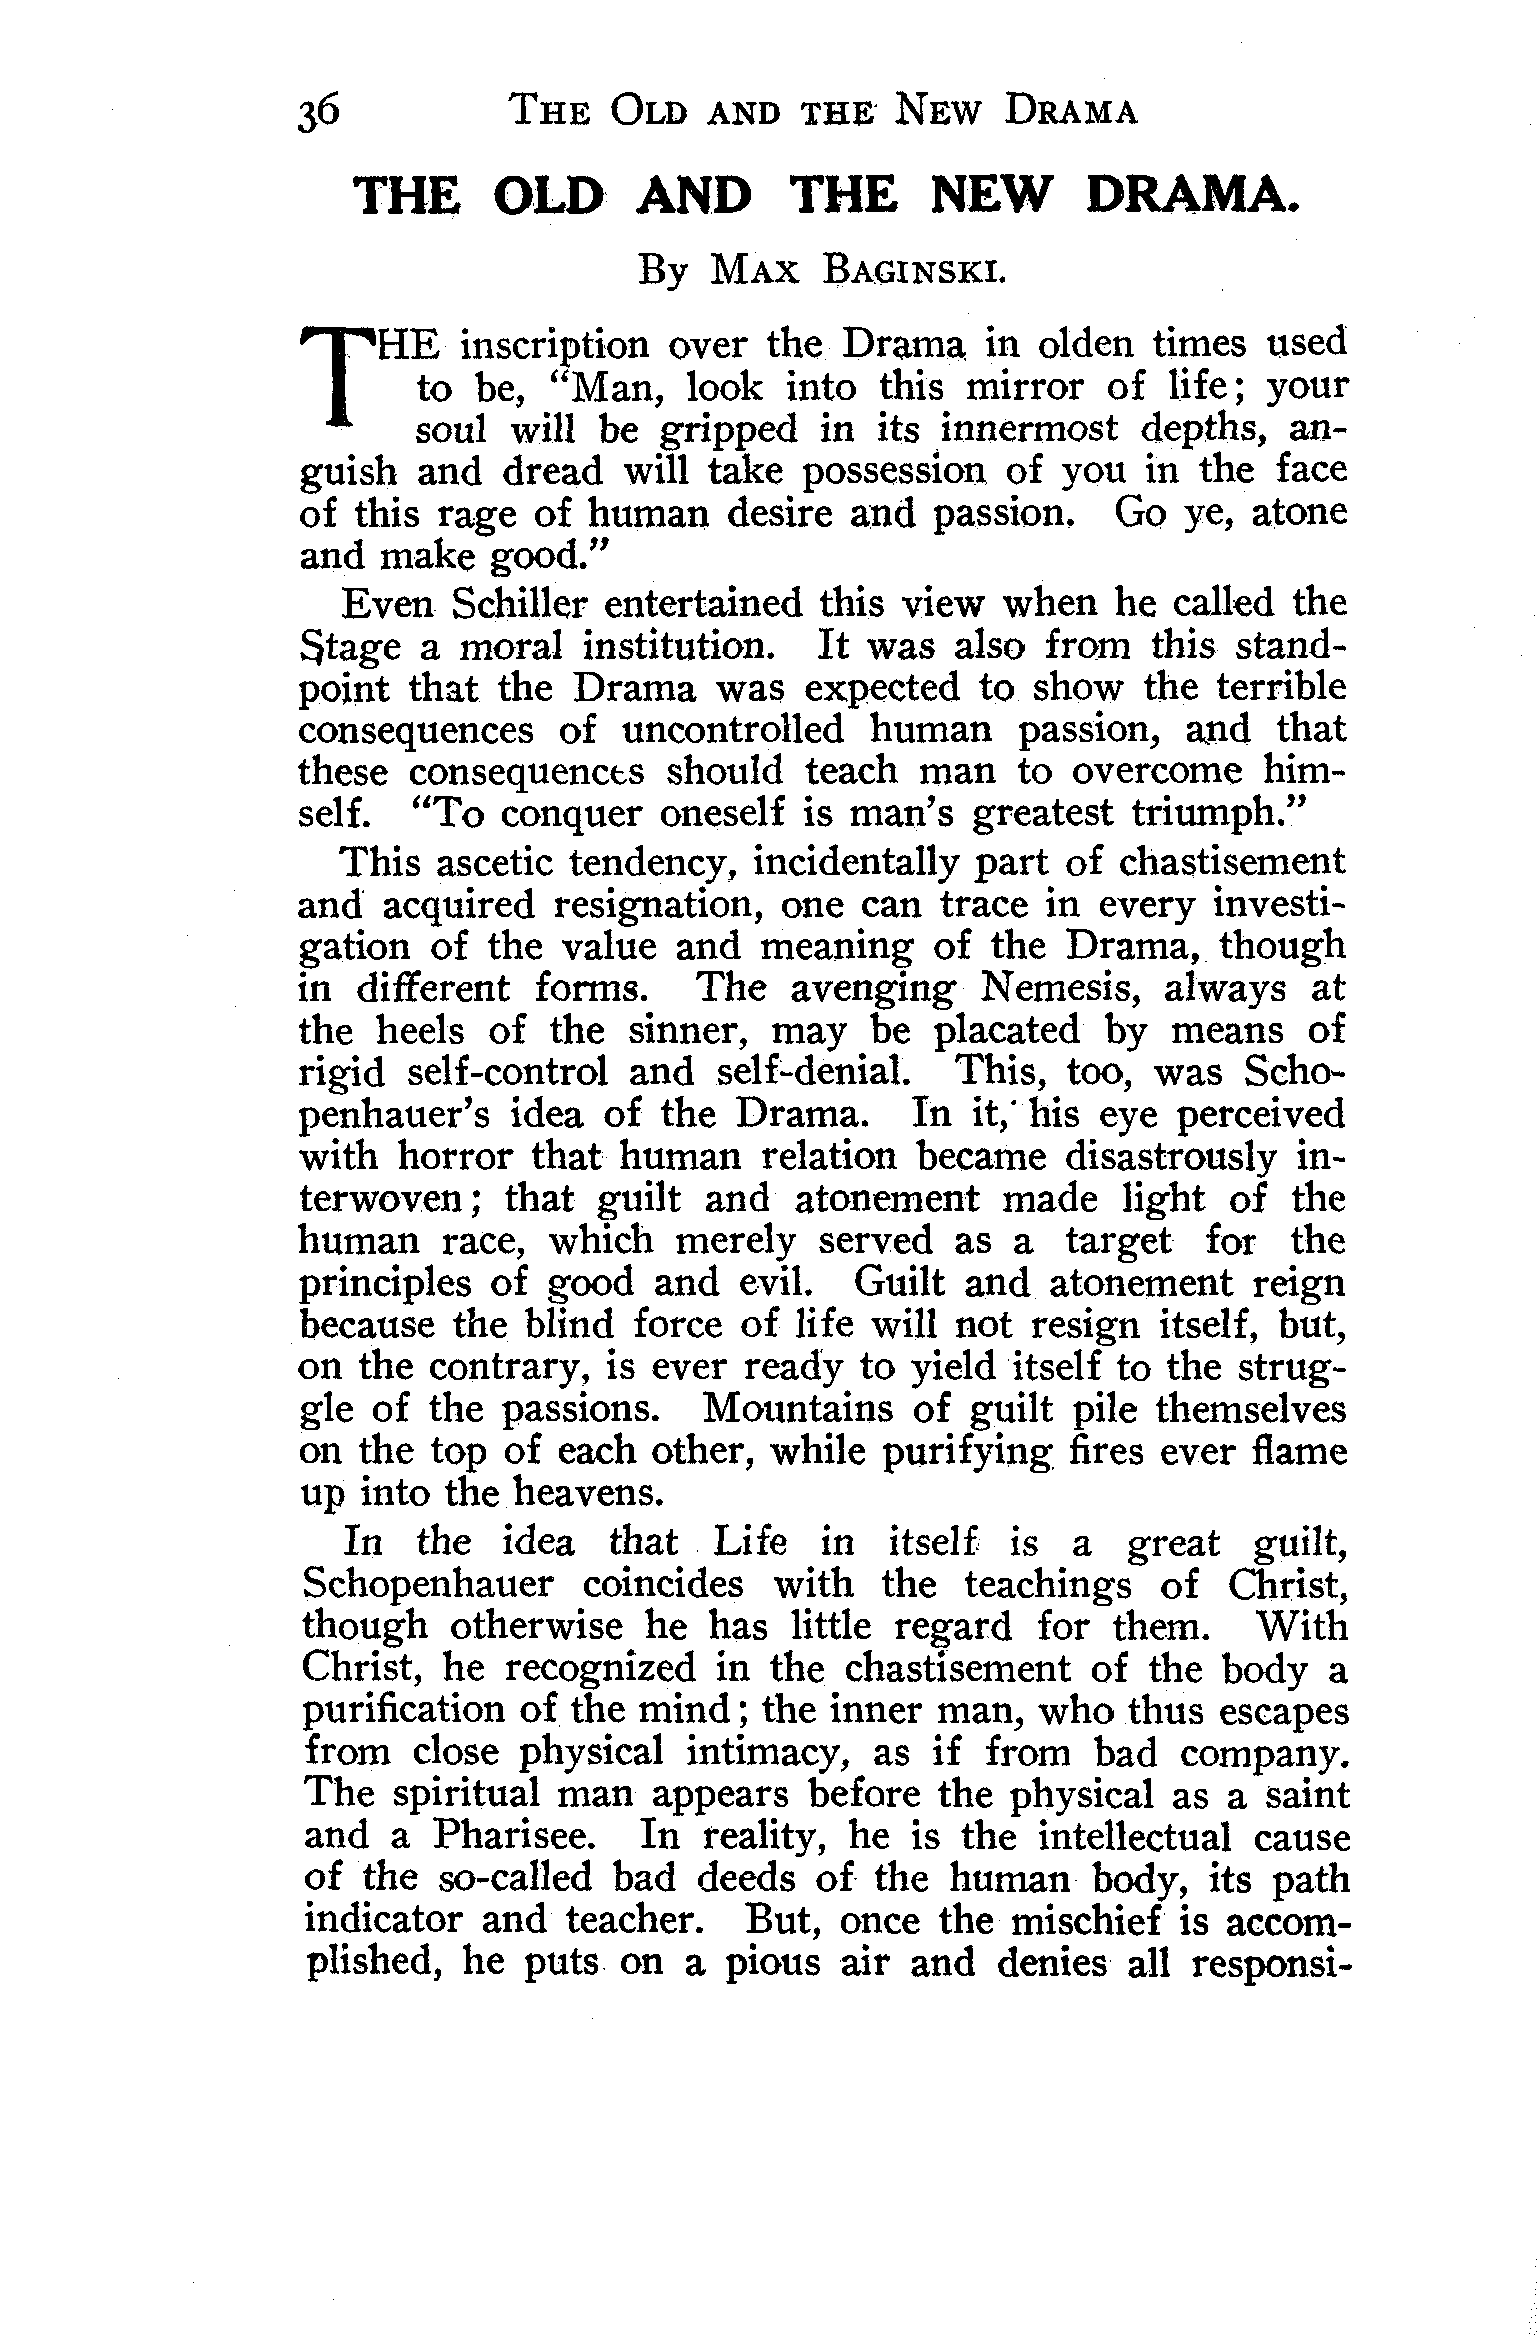 36 THE OLD AND THE NEW DRAMA
THE OLD AND THE NEW DRAMA.
By MAX BAGINSKI.
THE inscription over the Drama in olden times used
to be, “Man, look into this mirror of life; your
soul will be gripped in its innermost depths, an-
guish and dread will take possession of you in the face
of this rage of human desire and passion. Go ye, atone
and make good.”
Even Schiller entertained this view when he called the
Stage a moral institution. It was also from this stand-
point that the Drama was expected to show the terrible
consequences of uncontrolled human passion, and that
these consequences should teach man to overcome him-
self. “To conquer oneself is man’s greatest triumph.”
This ascetic tendency, incidentally part of chastisement
and acquired resignation, one can trace in every investi-
gation of the value and meaning of the Drama, though
in different forms. The avenging Nemesis, always at
the heels of the sinner, may be placated by means of
rigid self-control and self-denial. This, too, was Scho-
penhauer’s idea of the Drama. In it, his eye perceived
with horror that human relation became disastrously in-
terwoven; that guilt and atonement made light of the
human race, which merely served as a target for the
principles of good and evil. Guilt and atonement reign
because the blind force of life will not resign itself, but,
on the contrary, is ever ready to yield itself to the strug-
gle of the passions. Mountains of guilt pile themselves
on the top of each other, while purifying fires ever flame
up into the heavens.
In the idea that Life in itself is a great guilt,
Schopenhauer coincides with the teachings of Christ,
though otherwise he has little regard for them. With
Christ, he recognized in the chastisement of the body a
purification of the mind; the inner man, who thus escapes
from close physical intimacy, as if from bad company.
The spiritual man appears before the physical as a saint
and a Pharisee. In reality, he is the intellectual cause
of the so-called bad deeds of the human body, its path
indicator and teacher. But, once the mischief is accom-
plished, he puts on a pious air and denies all responsi-